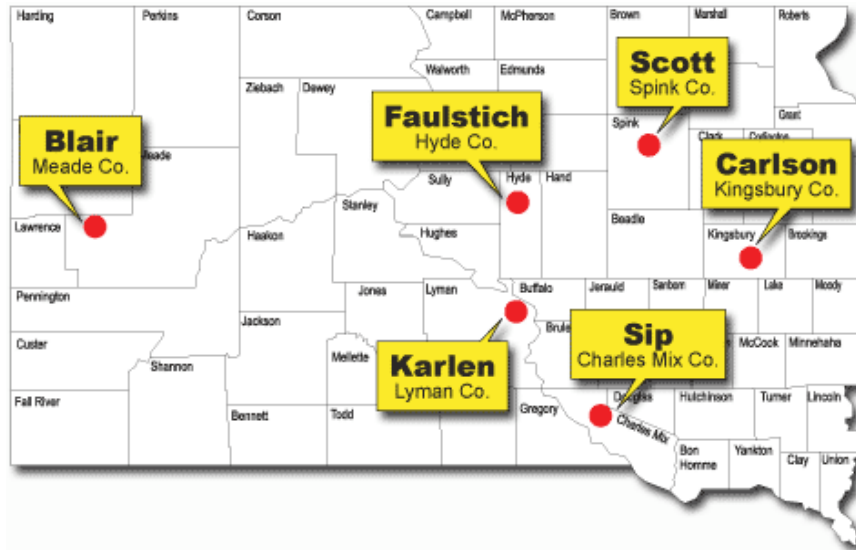 Harding
Perkins
Corson
Campbell
McPherson
Brown
Marshall
Roberts
Walworth
Edmunds
Scott
Spink Co.
Ziebach
Dewey
Faulstich
Hyde Co.
Spink
Grant
Clark
Codington
Blair
Meade Co.
Meade
Carlson
Kingsbury Co.
Sully
Hyde
Hand
Stanley
Lawrence
Haakon
Hughes
Beadle
Kingsbury
Brookings
Pennington
Jones
Lyman
Buffalo
Jerauld
Sanborn
Miner
Lake
Moody
Jackson
Brule
Sip
Charles Mix Co.
Custer
Shannon
Mellette
Karlen
Lyman Co.
McCook
Minnehaha
Fall River
Bennett
Todd
Gregory
Douglas
Hutchinson
Turner
Lincoln
Charles Mix
Bon
Homme
Yankton
Clay
Union